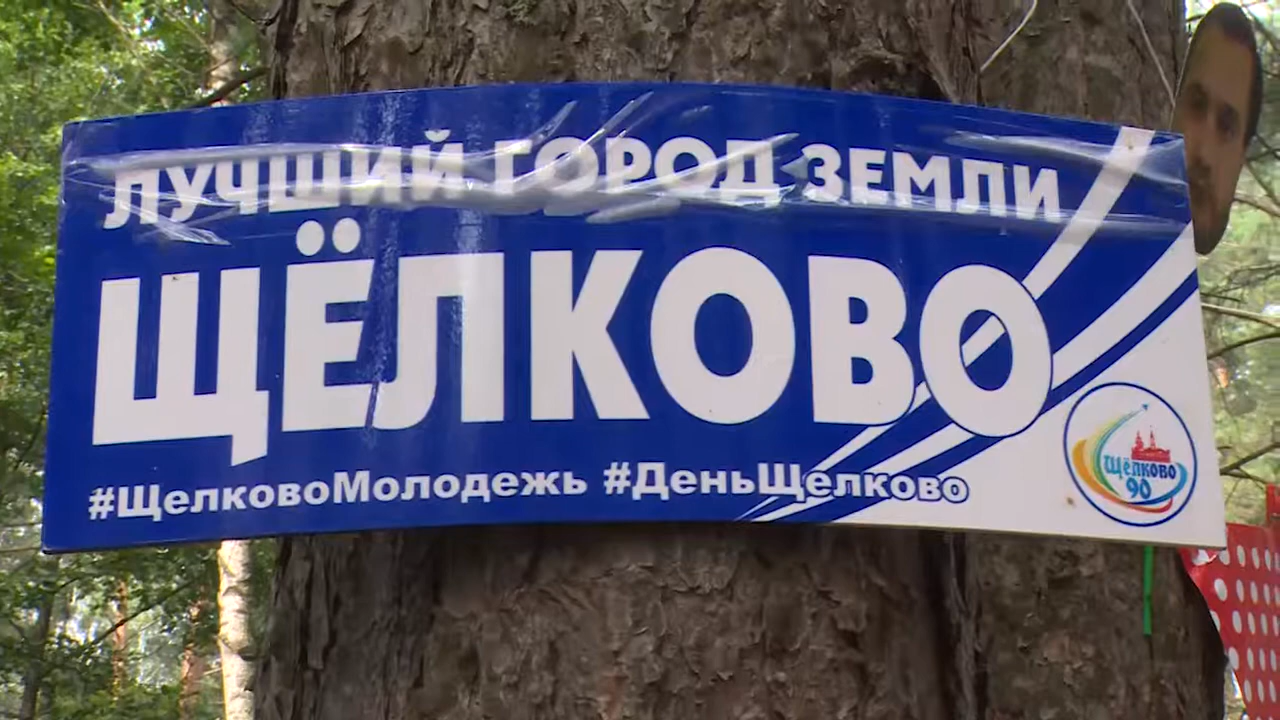 ЛУЧШИЙ ГОРОД ЗЕМЛИ
ЩЁЛКОВО
#ЩелковоМолодежь #ДеньЩелково
Щёлково
90